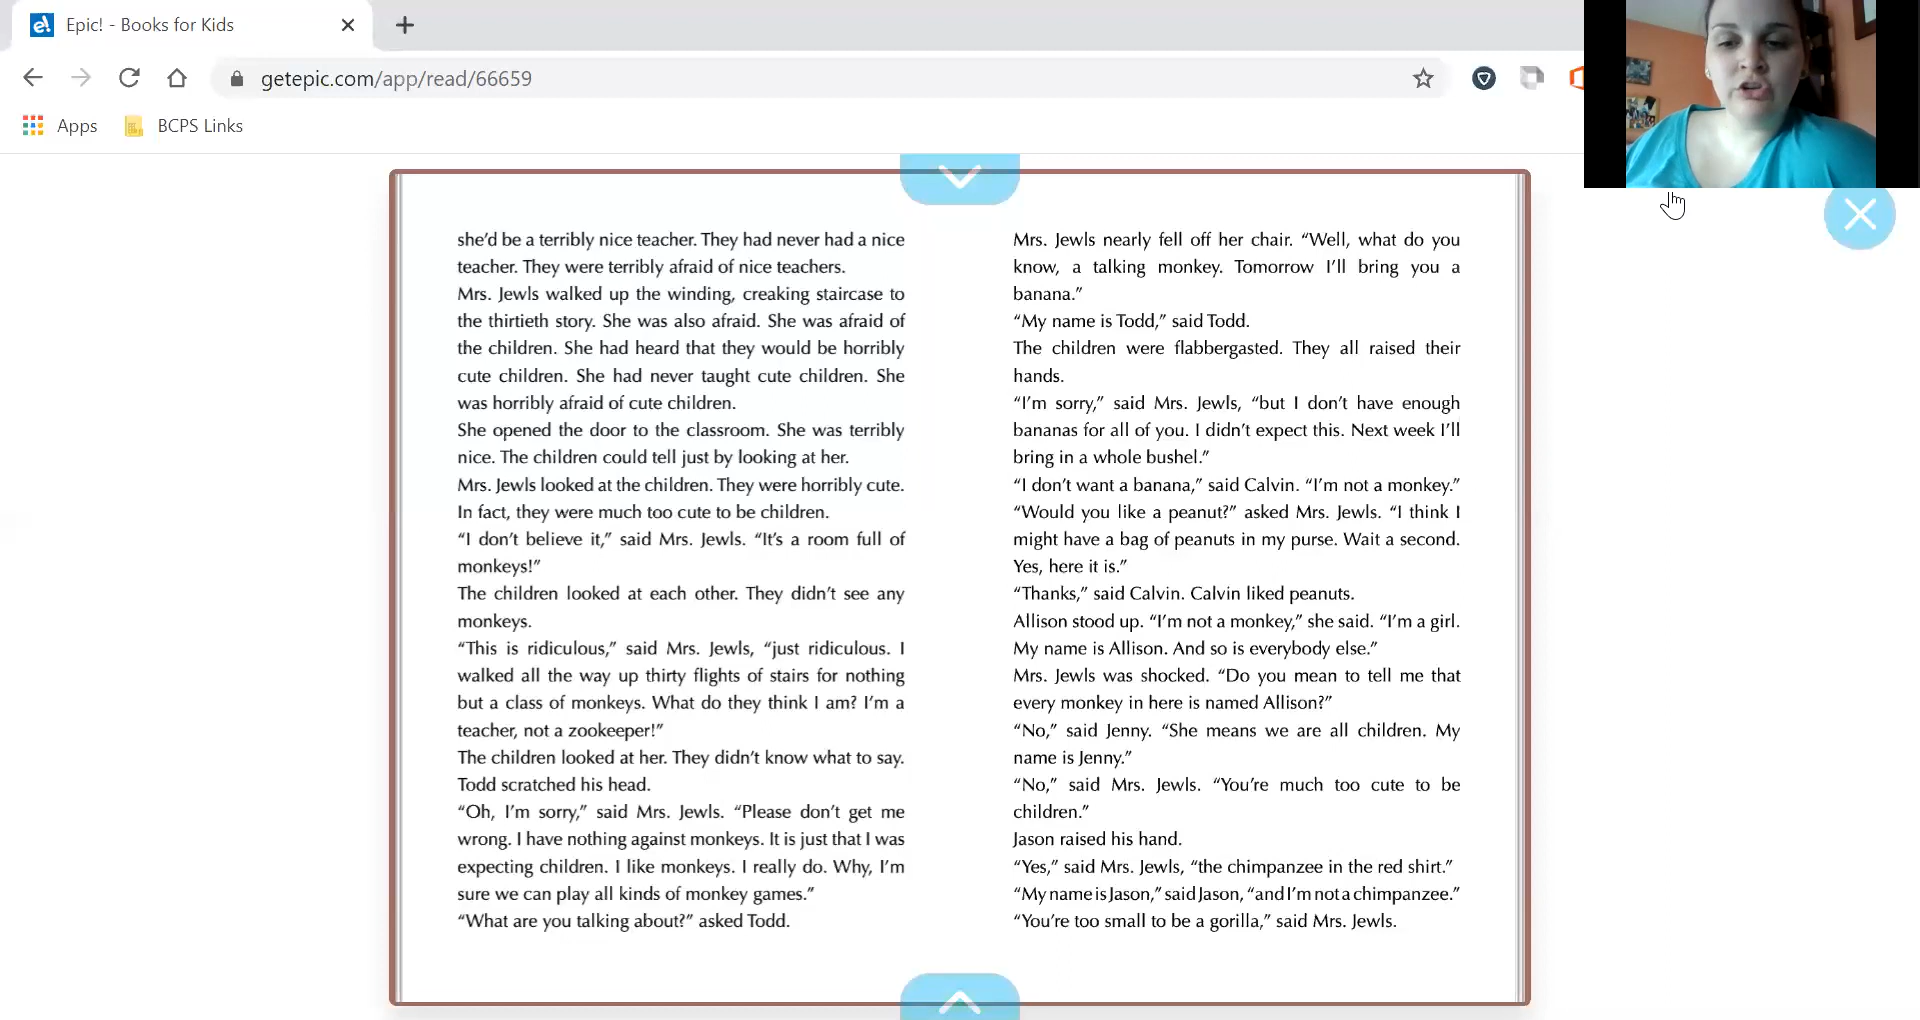 Epic! - Books for Kids
getepic.com/app/read/66659
Apps
BCPS Links
she’d be a terribly nice teacher. They had never had a nice
teacher. They were terribly afraid of nice teachers.
Mrs. Jewls walked up the winding, creaking staircase to
the thirtieth story. She was also afraid. She was afraid of
the children. She had heard that they would be horribly
cute children. She had never taught cute children. She
was horribly afraid of cute children.
She opened the door to the classroom. She was terribly
nice. The children could tell just by looking at her.
Mrs. Jewls looked at the children. They were horribly cute.
In fact, they were much too cute to be children.
“I don’t believe it,” said Mrs. Jewls. “It’s a room full of
monkeys!”
The children looked at each other. They didn’t see any
monkeys.
“This is ridiculous,” said Mrs. Jewls, “just ridiculous. I
walked all the way up thirty flights of stairs for nothing
but a class of monkeys. What do they think I am? I’m a
teacher, not a zookeeper!”
The children looked at her. They didn’t know what to say.
Todd scratched his head.
“Oh, I’m sorry,” said Mrs. Jewls. “Please don’t get me
wrong. I have nothing against monkeys. It is just that I was
expecting children. I like monkeys. I really do. Why, I’m
sure we can play all kinds of monkey games.”
“What are you talking about?” asked Todd.
Mrs. Jewls nearly fell off her chair. “Well, what do you
know, a talking monkey. Tomorrow I’ll bring you a
banana.”
“My name is Todd,” said Todd.
The children were flabbergasted. They all raised their
hands.
“I’m sorry,” said Mrs. Jewls, “but I don’t have enough
bananas for all of you. I didn’t expect this. Next week I’ll
bring in a whole bushel.”
“I don’t want a banana,” said Calvin. “I’m not a monkey.”
“Would you like a peanut?” asked Mrs. Jewls. “I think I
might have a bag of peanuts in my purse. Wait a second.
Yes, here it is.”
“Thanks,” said Calvin. Calvin liked peanuts.
Allison stood up. “I’m not a monkey,” she said. “I’m a girl.
My name is Allison. And so is everybody else.”
Mrs. Jewls was shocked. “Do you mean to tell me that
every monkey in here is named Allison?”
“No,” said Jenny. “She means we are all children. My
name is Jenny.”
“No,” said Mrs. Jewls. “You’re much too cute to be
children.”
Jason raised his hand.
“Yes,” said Mrs. Jewls, “the chimpanzee in the red shirt.”
“My name is Jason,” said Jason, “and I’m not a chimpanzee.”
“You’re too small to be a gorilla,” said Mrs. Jewls.